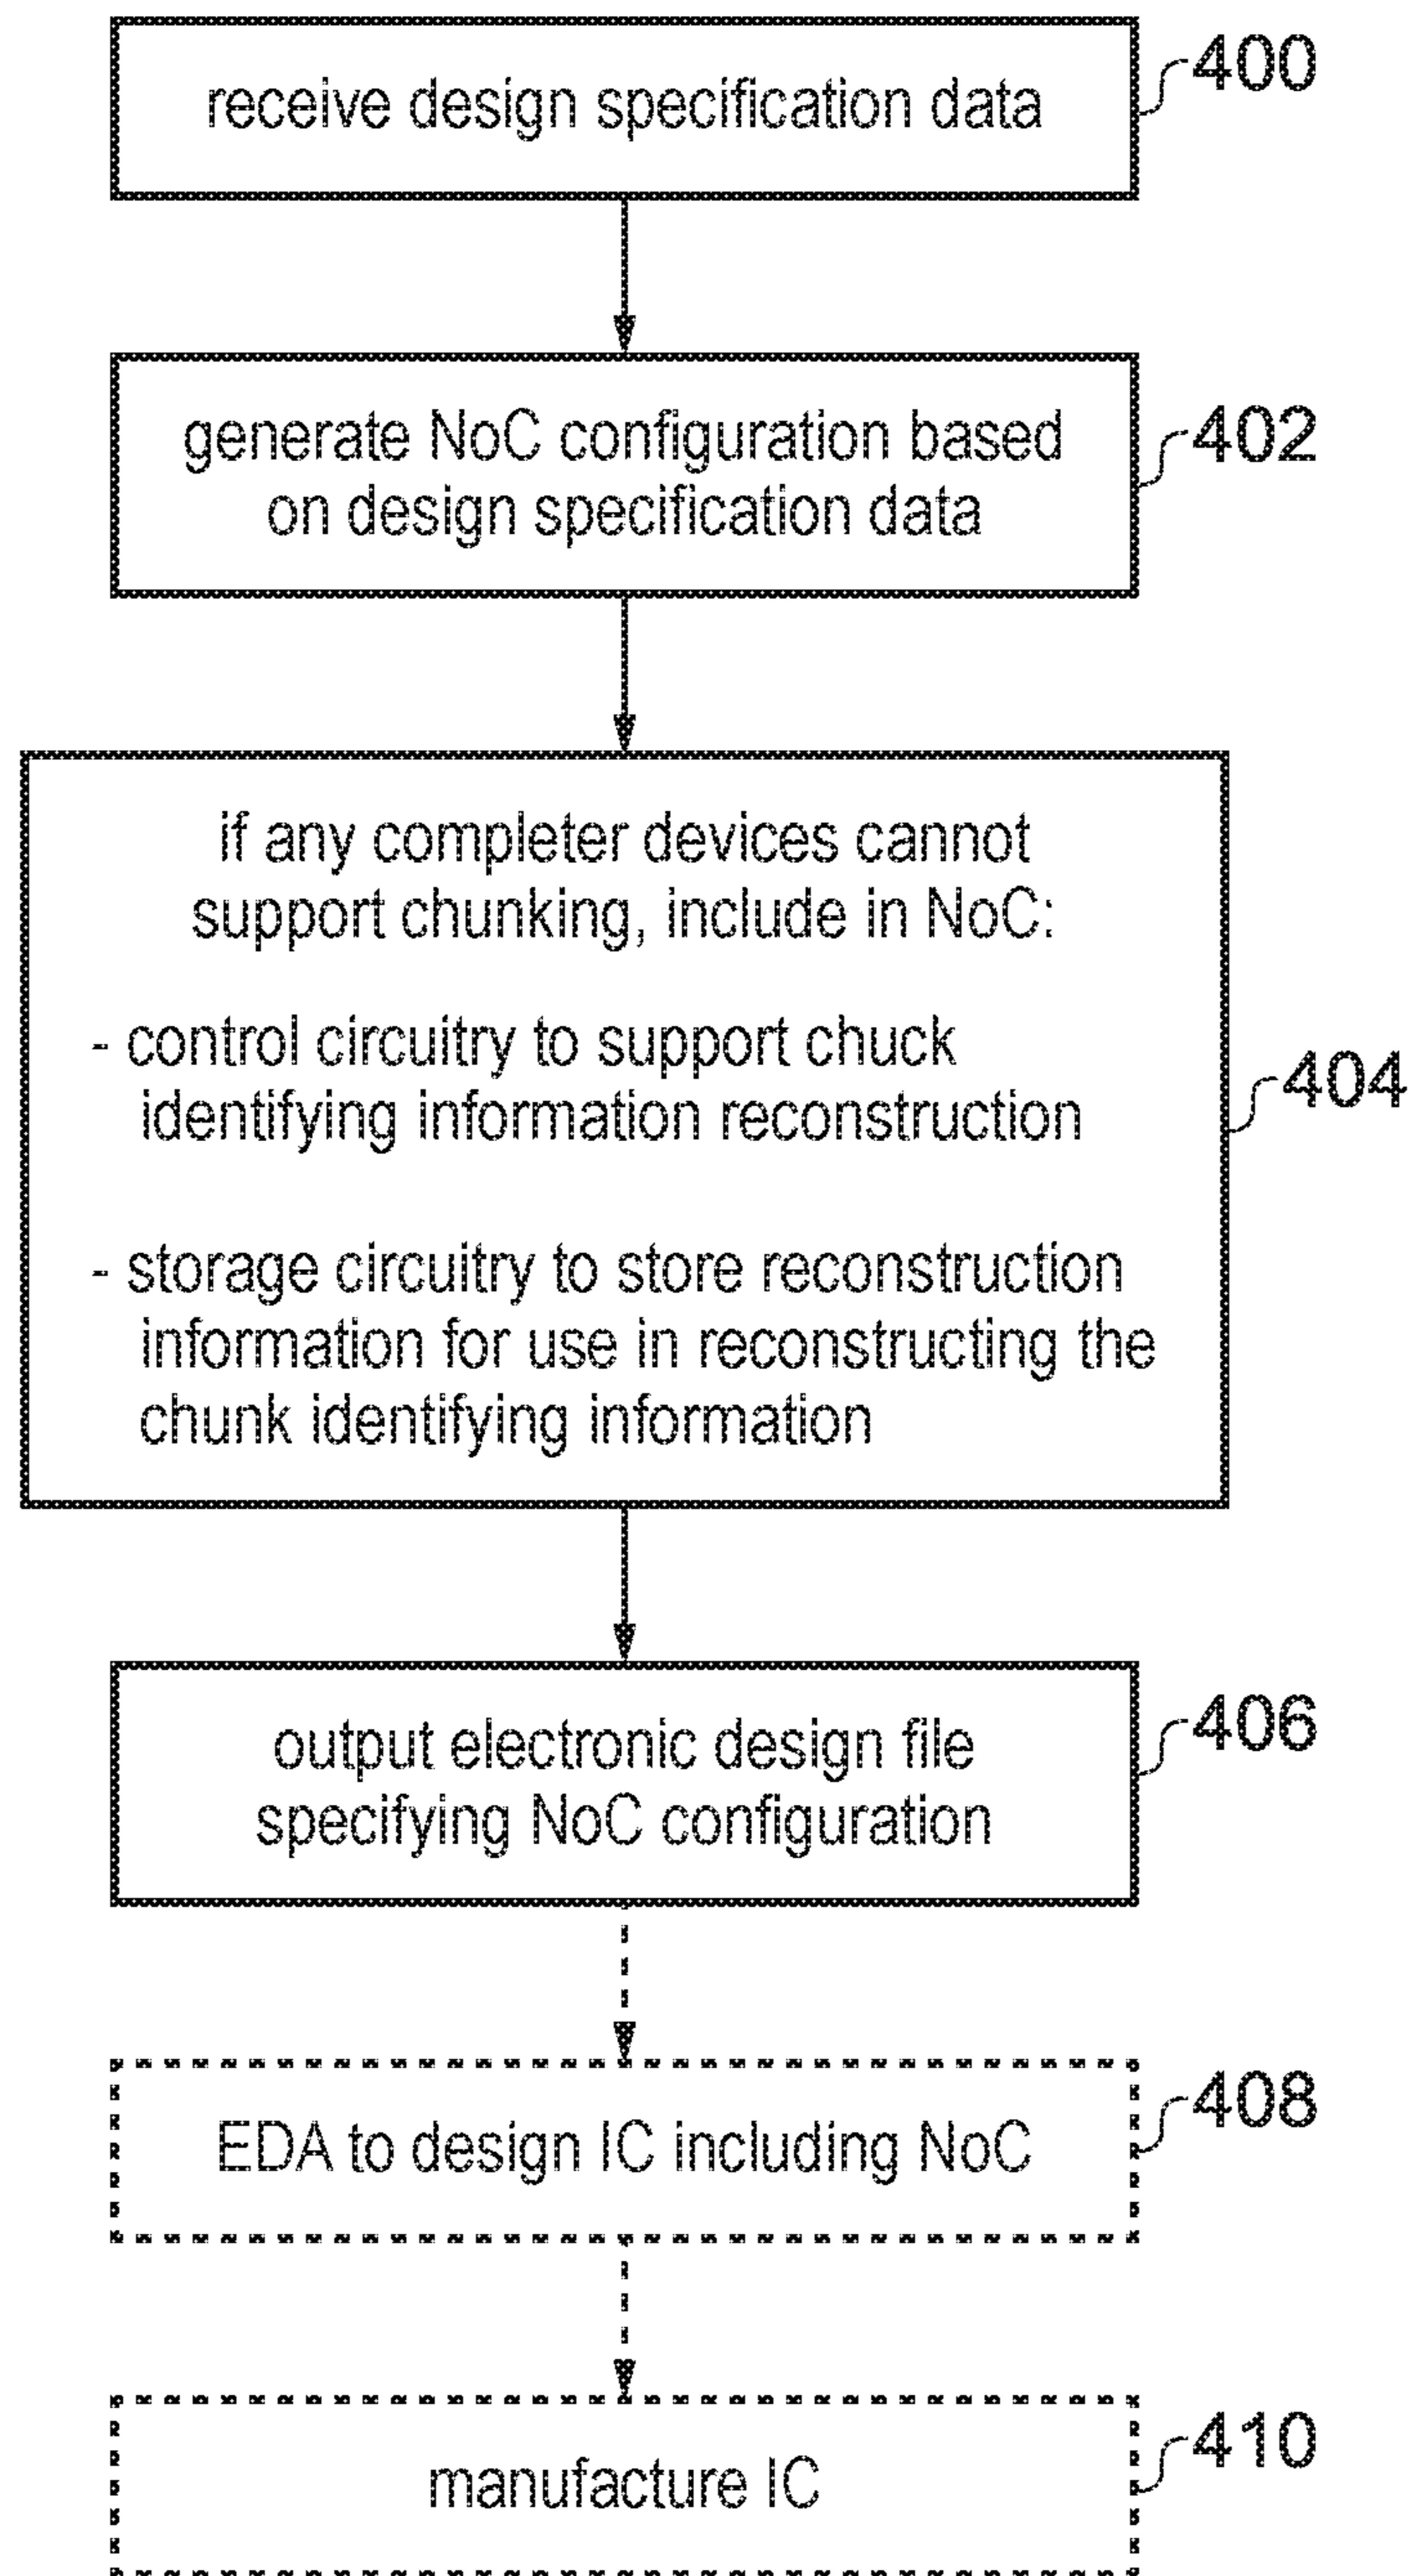 receive design specification data
400
generate NoC configuration based
on design specification data
402
if any completer devices cannot
support chunking, include in NoC:
- control circuitry to support chuck
identifying information reconstruction
- storage circuitry to store reconstruction
information for use in reconstructing the
chunk identifying information
404
output electronic design file
specifying NoC configuration
406
EDA to design IC including NoC
408
manufacture IC
410